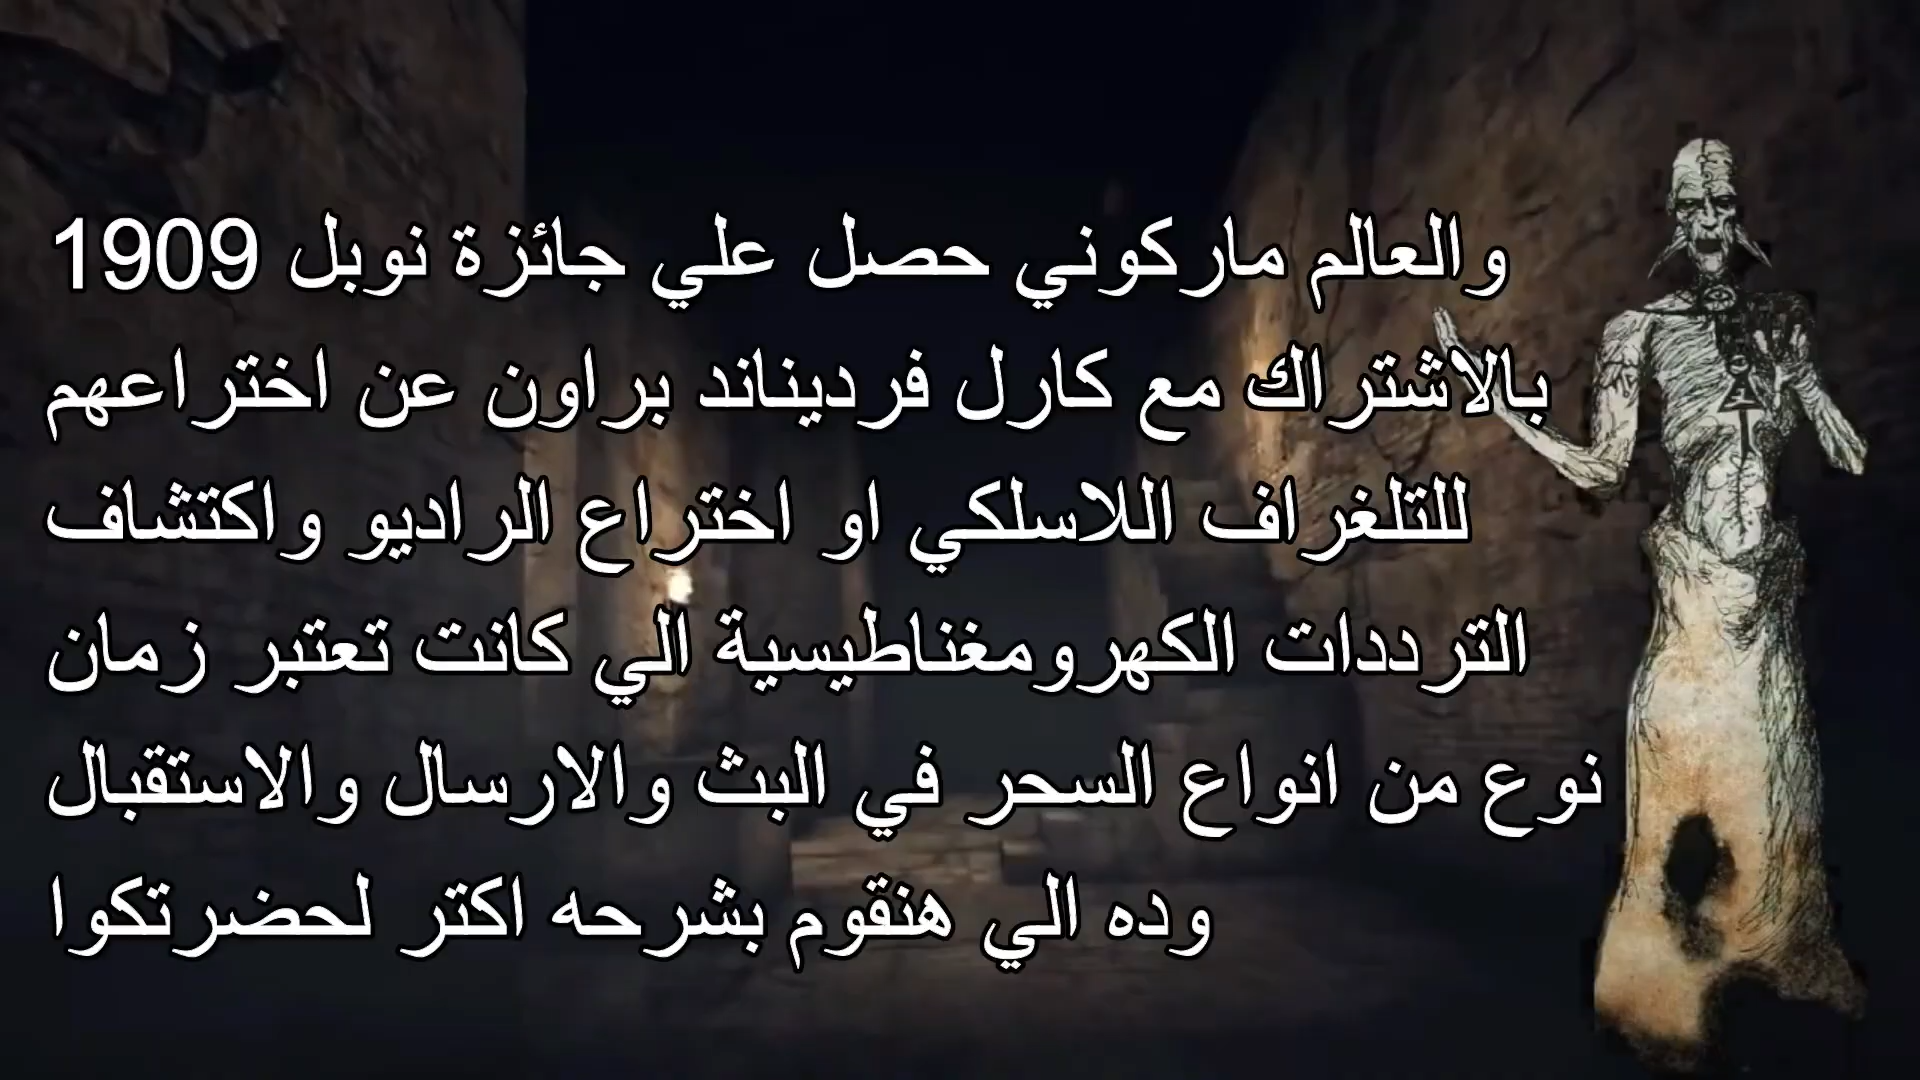 والعالم ماركوني حصل علي جائزة نوبل 1909
بالاشتراك مع كارل فرديناند براون عن اختراعهم
للتلغراف اللاسلكي او اختراع الراديو واكتشاف
الترددات الكهرومغناطيسية الي كانت تعتبر زمان
نوع من انواع السحر في البث والارسال والاستقبال
وده الي هنقوم بشرحه اكتر لحضرتكوا